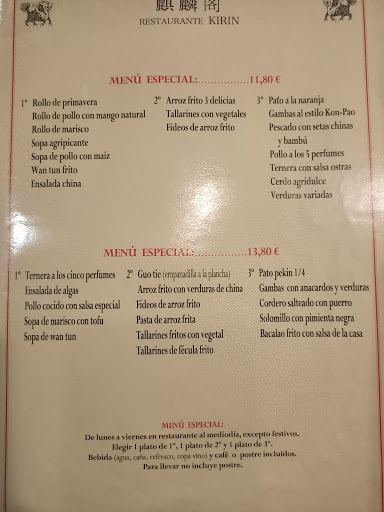 麒麟阁
RESTAURANTE KIRIN
MENÚ ESPECIAL:...............11,80 €
1º Rollo de primavera
Rollo de pollo con mango natural
Rollo de marisco
Sopa agripicante
Sopa de pollo con maiz
Wan tun frito
Ensalada china
2º Arroz frito 3 delicias
Tallarines con vegetales
Fideos de arroz frito
3º Pato a la naranja
Gambas al estilo Kon-Pao
Pescado con setas chinas
y bambú
Pollo a los 5 perfumes
Ternera con salsa ostras
Cerdo agridulce
Verduras variadas
MENÚ ESPECIAL:...............13,80 €
1º Ternera a los cinco perfumes
Ensalada de algas
Pollo cocido con salsa especial
Sopa de marisco con tofu
Sopa de wan tun
2º Guo tie (empanadilla a la plancha)
Arroz frito con verduras de china
Fideos de arroz frito
Pasta de arroz frita
Tallarines fritos con vegetal
Tallarines de fécula frito
3º Pato pekin 1/4
Gambas con anacardos y verduras
Cordero salteado con puerro
Solomillo con pimienta negra
Bacalao frito con salsa de la casa
MENÚ ESPECIAL:
De lunes a viernes en restaurante al mediodía, excepto festivos.
Elegir 1 plato de 1º, 1 plato de 2º y 1 plato de 3º.
Bebida (agua, caña, refresco, copa vino) y café o postre incluidos.
Para llevar no incluye postre.